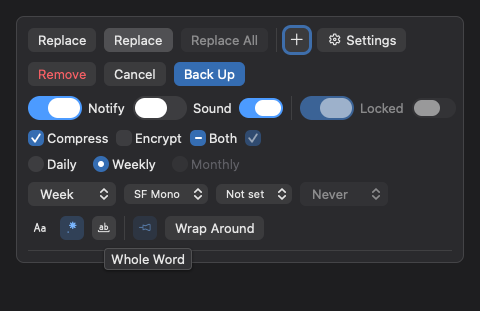 Replace Replace Replace All + Settings
Remove Cancel Back Up
Notify Sound Locked
Compress Encrypt Both
Daily Weekly Monthly
Week SF Mono Not set Never
Aa .* ab Wrap Around
Whole Word